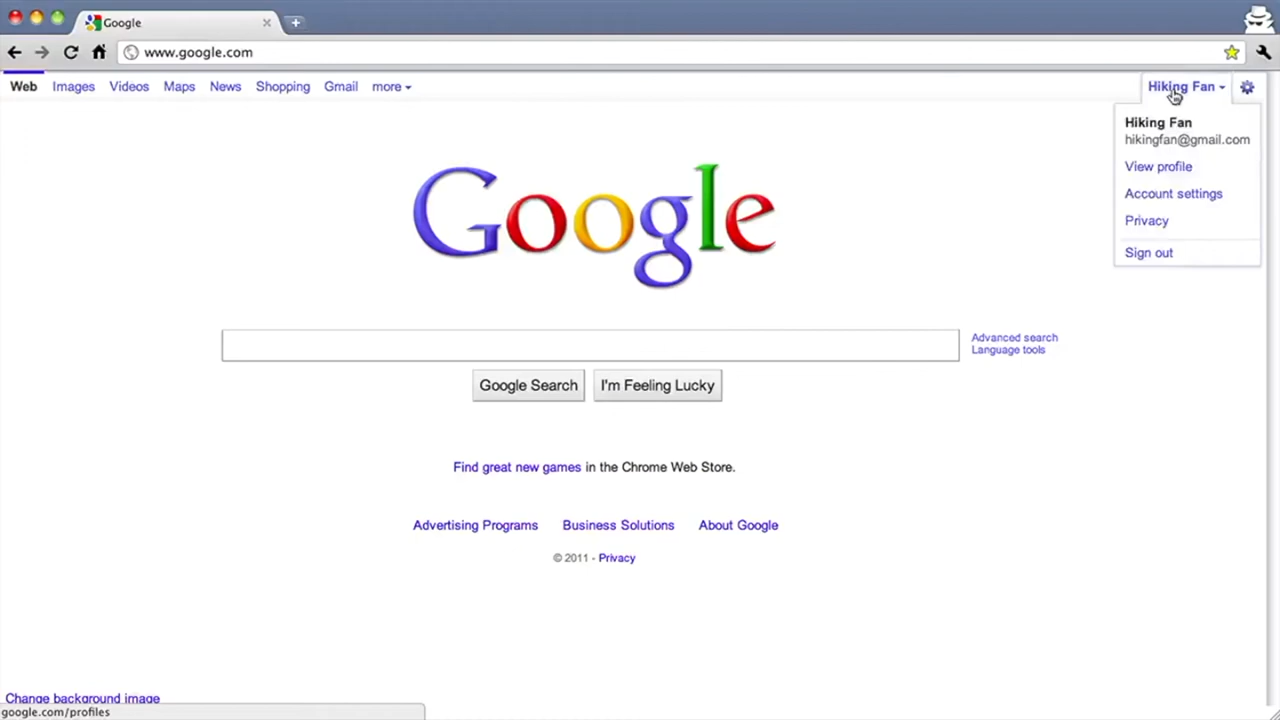 Google
www.google.com
Web Images Videos Maps News Shopping Gmail more
Hiking Fan
Hiking Fan
hikingfan@gmail.com
View profile
Account settings
Privacy
Sign out
Google
Advanced search
Language tools
Google Search I'm Feeling Lucky
Find great new games in the Chrome Web Store.
Advertising Programs Business Solutions About Google
© 2011 - Privacy
Change background image
google.com/profiles